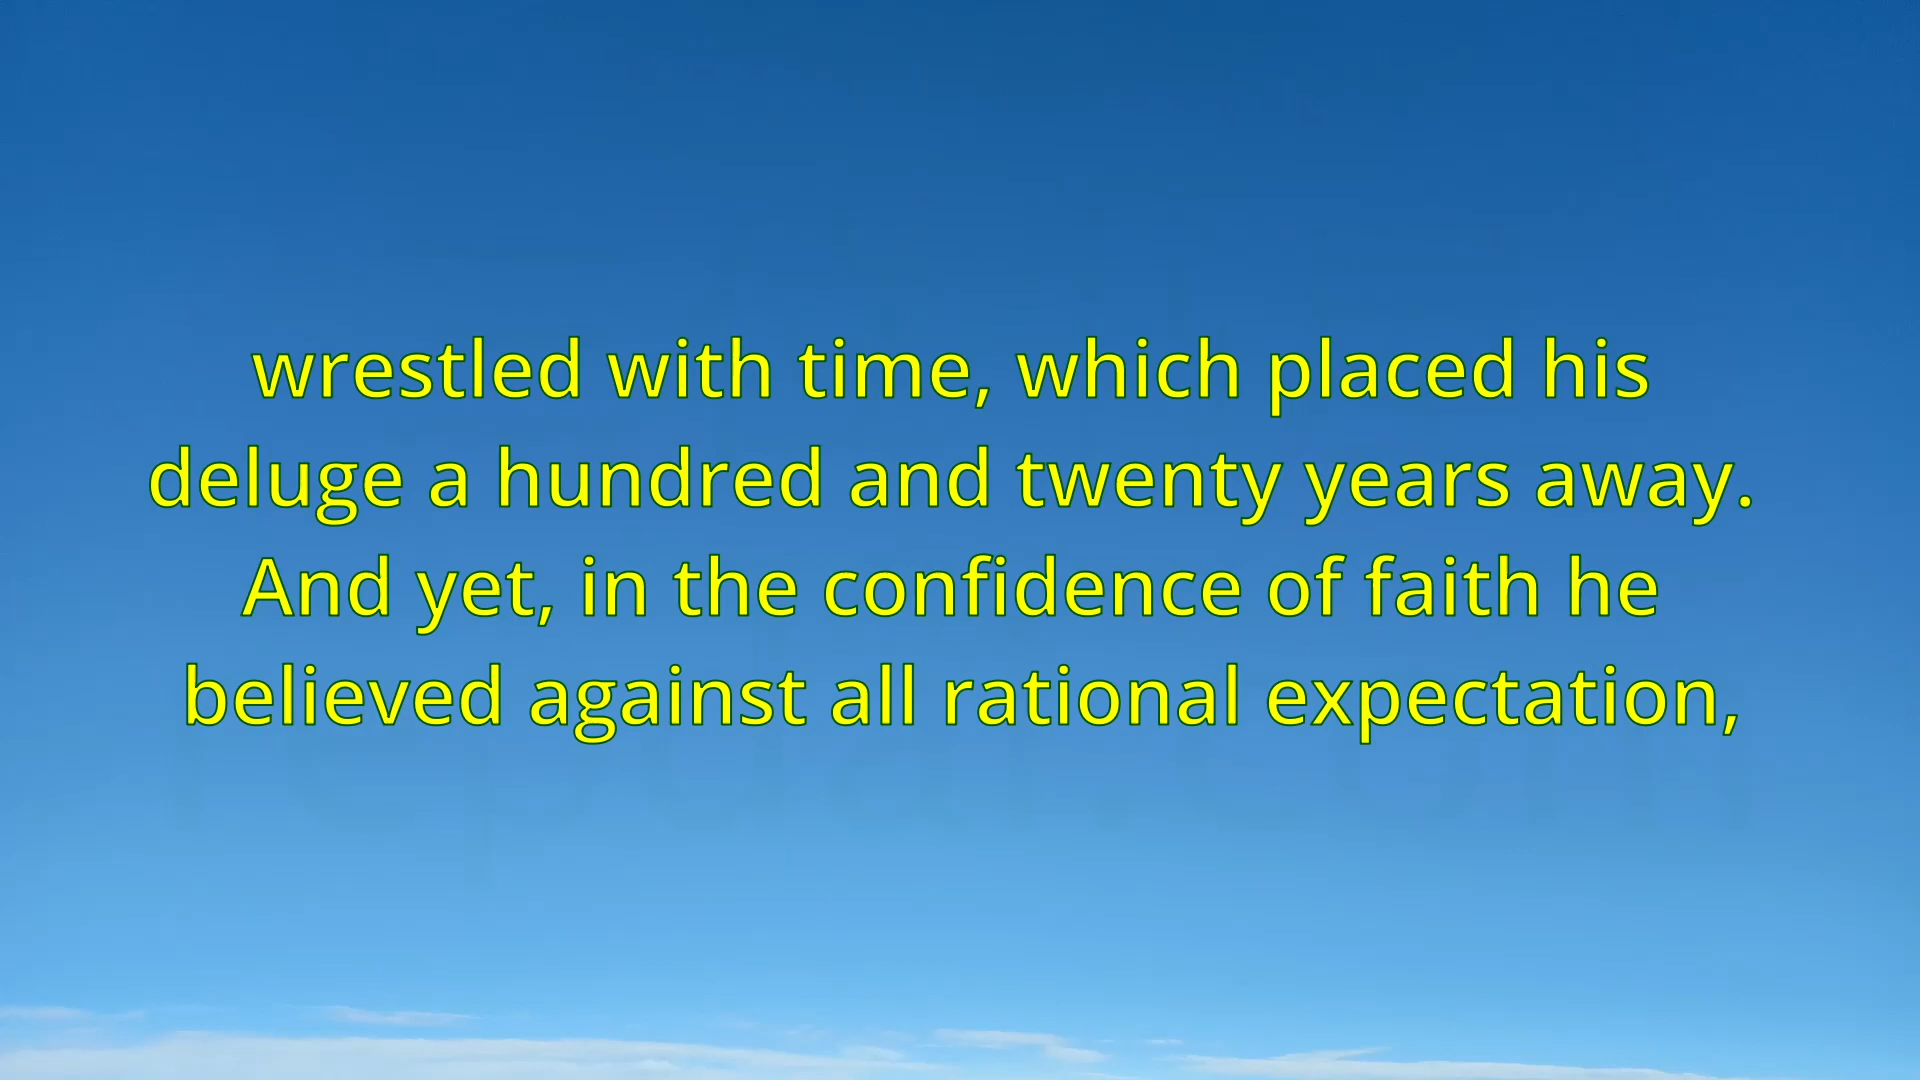 wrestled with time, which placed his
deluge a hundred and twenty years away.
And yet, in the confidence of faith he
believed against all rational expectation,